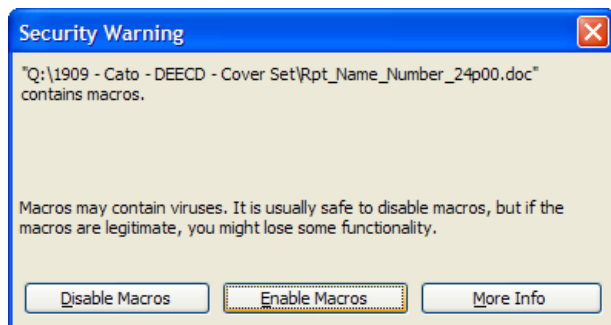 Security Warning
"Q:\1909 - Cato - DEECD - Cover Set\Rpt_Name_Number_24p00.doc"
contains macros.
Macros may contain viruses. It is usually safe to disable macros, but if the
macros are legitimate, you might lose some functionality.
Disable Macros
Enable Macros
More Info